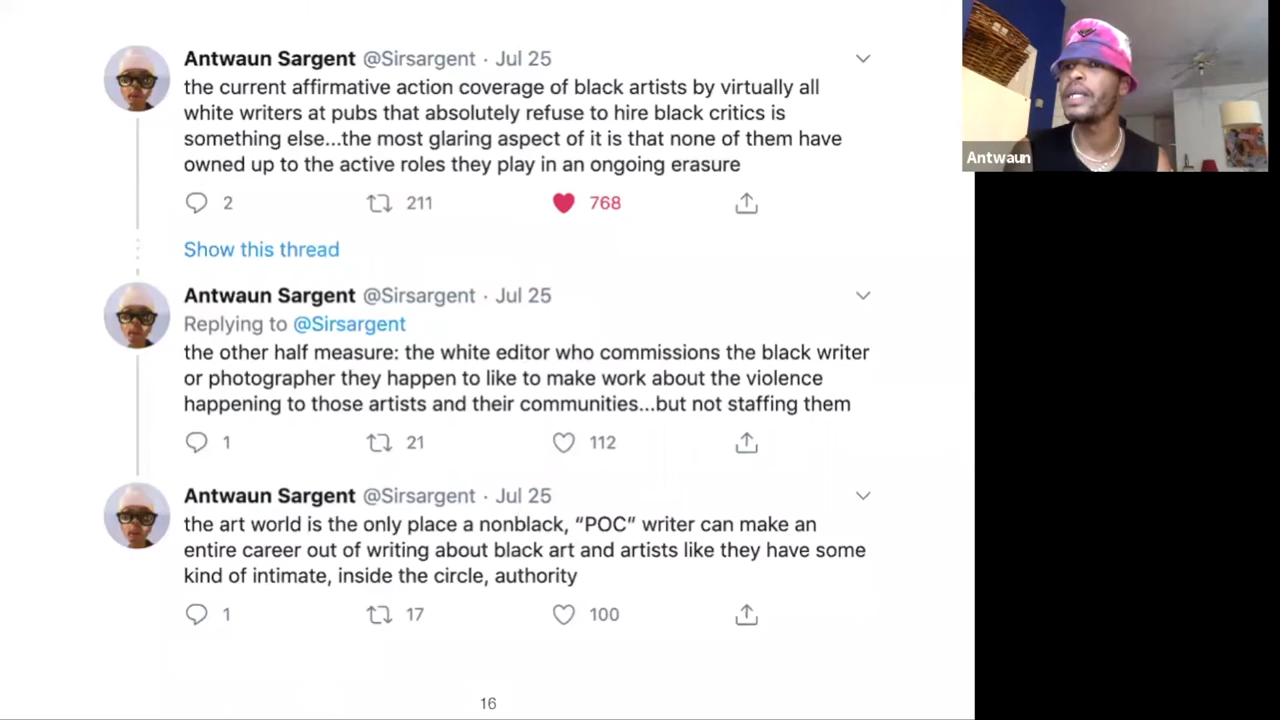 Antwaun Sargent @Sirsargent · Jul 25
the current affirmative action coverage of black artists by virtually all
white writers at pubs that absolutely refuse to hire black critics is
something else...the most glaring aspect of it is that none of them have
owned up to the active roles they play in an ongoing erasure
2 211 768
Show this thread
Antwaun Sargent @Sirsargent · Jul 25
Replying to @Sirsargent
the other half measure: the white editor who commissions the black writer
or photographer they happen to like to make work about the violence
happening to those artists and their communities...but not staffing them
1 21 112
Antwaun Sargent @Sirsargent · Jul 25
the art world is the only place a nonblack, “POC” writer can make an
entire career out of writing about black art and artists like they have some
kind of intimate, inside the circle, authority
1 17 100
16
Antwaun